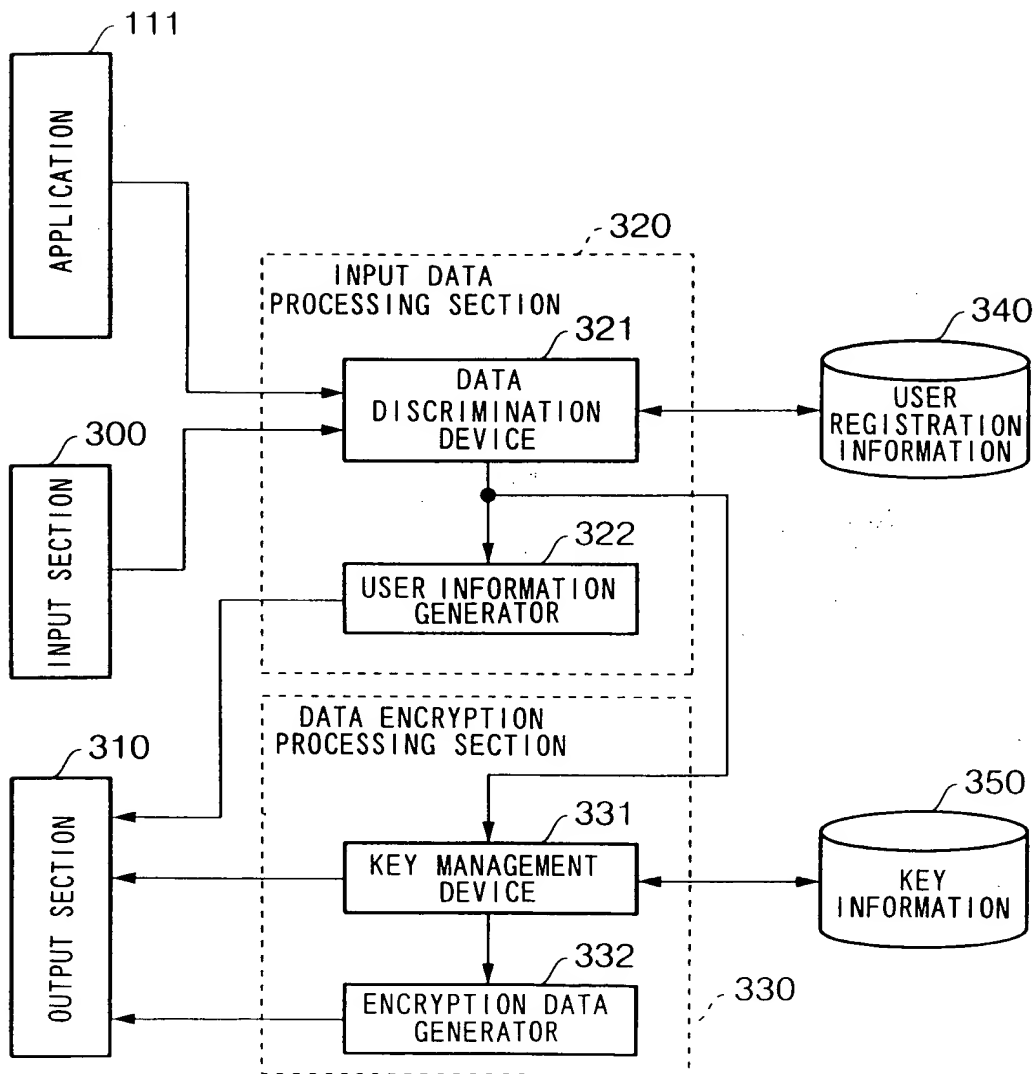 111
APPLICATION
320
INPUT DATA
PROCESSING SECTION
321
DATA
DISCRIMINATION
DEVICE
340
USER
REGISTRATION
INFORMATION
300
INPUT SECTION
322
USER INFORMATION
GENERATOR
DATA ENCRYPTION
PROCESSING SECTION
310
OUTPUT SECTION
331
KEY MANAGEMENT
DEVICE
350
KEY
INFORMATION
332
ENCRYPTION DATA
GENERATOR
330